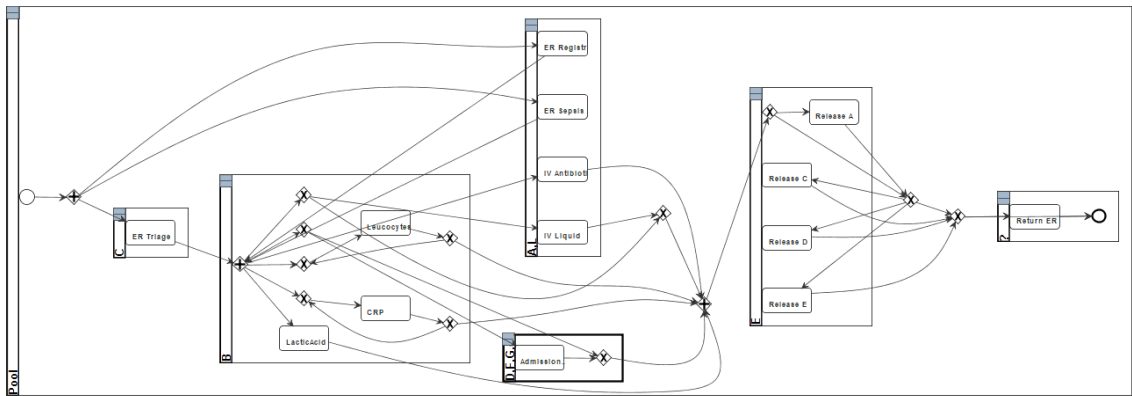 Pool
C
ER Triage
B
Leucocytes
CRP
LacticAcid
A,L
ER Registr
ER Sepsis
IV Antibioti
IV Liquid
D,F,G,
Admission
E
Release A
Release C
Release D
Release E
?
Return ER